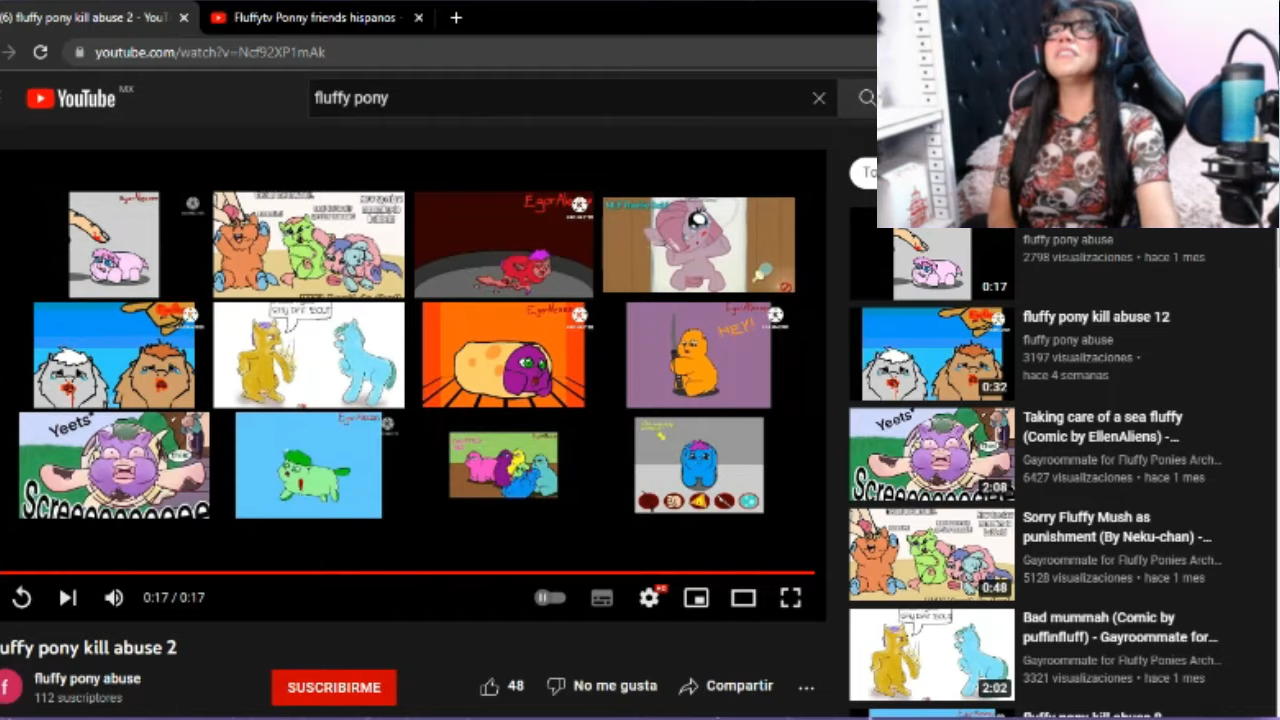 (6) fluffy pony kill abuse 2 - YouT
Fluffytv Ponny friends hispanos
youtube.com/watch?v=Ncf92XP1mAk
YouTube MX
fluffy pony
To
HEY!
Yeets*
Screeeeeeeeee
0:17 / 0:17
uffy pony kill abuse 2
f
fluffy pony abuse
112 suscriptores
SUSCRIBIRME
48
No me gusta
Compartir
fluffy pony abuse
2798 visualizaciones • hace 1 mes
0:17
fluffy pony kill abuse 12
fluffy pony abuse
3197 visualizaciones •
hace 4 semanas
0:32
Yeets*
Taking care of a sea fluffy
(Comic by EllenAliens) -...
Gayroommate for Fluffy Ponies Arch...
6427 visualizaciones • hace 1 mes
2:08
Sorry Fluffy Mush as
punishment (By Neku-chan) -...
Gayroommate for Fluffy Ponies Arch...
5128 visualizaciones • hace 1 mes
0:48
Bad mummah (Comic by
puffinfluff) - Gayroommate for...
Gayroommate for Fluffy Ponies Arch...
3321 visualizaciones • hace 1 mes
2:02